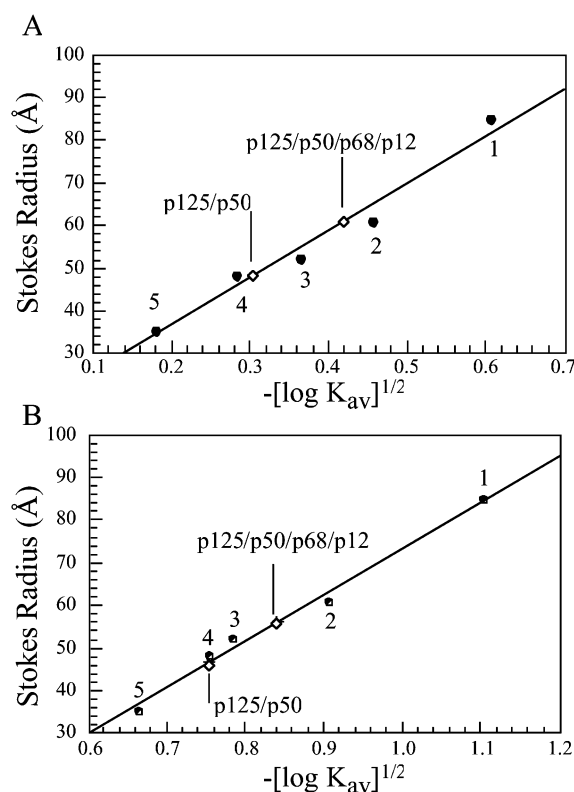 A
100
90
80
70
60
50
40
30
Stokes Radius (Å)
p125/p50/p68/p12
p125/p50
1
2
3
4
5
0.1 0.2 0.3 0.4 0.5 0.6 0.7
-[log Kav]1/2
B
100
90
80
70
60
50
40
30
Stokes Radius (Å)
1
p125/p50/p68/p12
2
3
4
5
p125/p50
0.6 0.7 0.8 0.9 1.0 1.1 1.2
-[log Kav]1/2